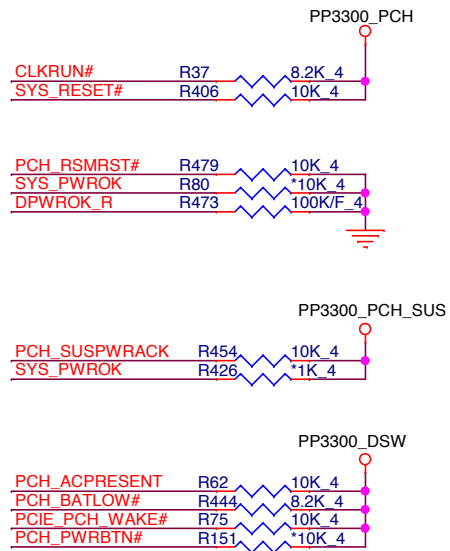 PP3300_PCH
CLKRUN# R37 8.2K_4
SYS_RESET# R406 10K_4
PCH_RSMRST# R479 10K_4
SYS_PWROK R80 *10K_4
DPWROK_R R473 100K/F_4
PP3300_PCH_SUS
PCH_SUSPWRACK R454 10K_4
SYS_PWROK R426 *1K_4
PP3300_DSW
PCH_ACPRESENT R62 10K_4
PCH_BATLOW# R444 8.2K_4
PCIE_PCH_WAKE# R75 10K_4
PCH_PWRBTN# R151 *10K_4